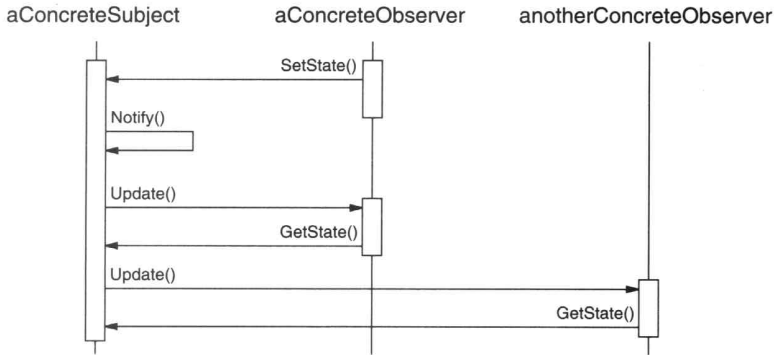 aConcreteSubject aConcreteObserver anotherConcreteObserver
SetState()
Notify()
Update()
GetState()
Update()
GetState()